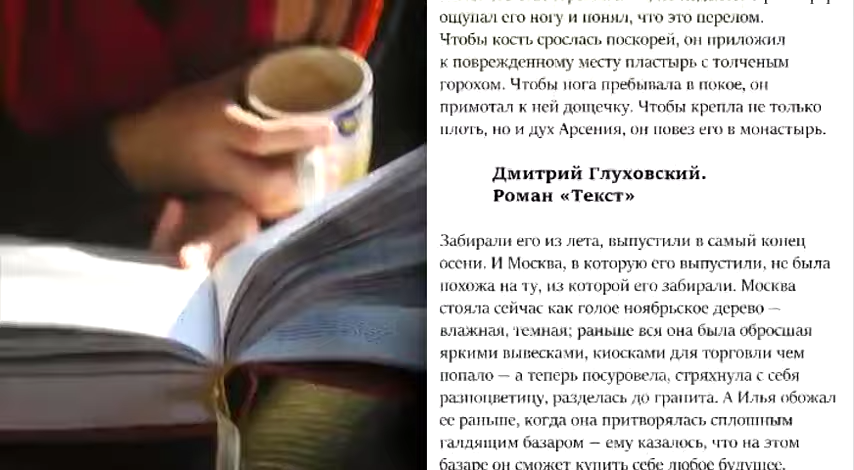 ощупал его ногу и понял, что это перелом.
Чтобы кость срослась поскорей, он приложил
к поврежденному месту пластырь с толченым
горохом. Чтобы нога пребывала в покое, он
примотал к ней дощечку. Чтобы крепла не только
плоть, но и дух Арсения, он повез его в монастырь.
Дмитрий Глуховский.
Роман «Текст»
Забирали его из лета, выпустили в самый конец
осени. И Москва, в которую его выпустили, не была
похожа на ту, из которой его забирали. Москва
стояла сейчас как голое ноябрьское дерево —
влажная, темная; раньше вся она была обросшая
яркими вывесками, киосками для торговли чем
попало — а теперь посуровела, стряхнула с себя
разноцветицу, разделась до гранита. А Илья обожал
ее раньше, когда она притворялась сплошным
галдящим базаром — ему казалось, что на этом
базаре он сможет купить себе любое будущее.